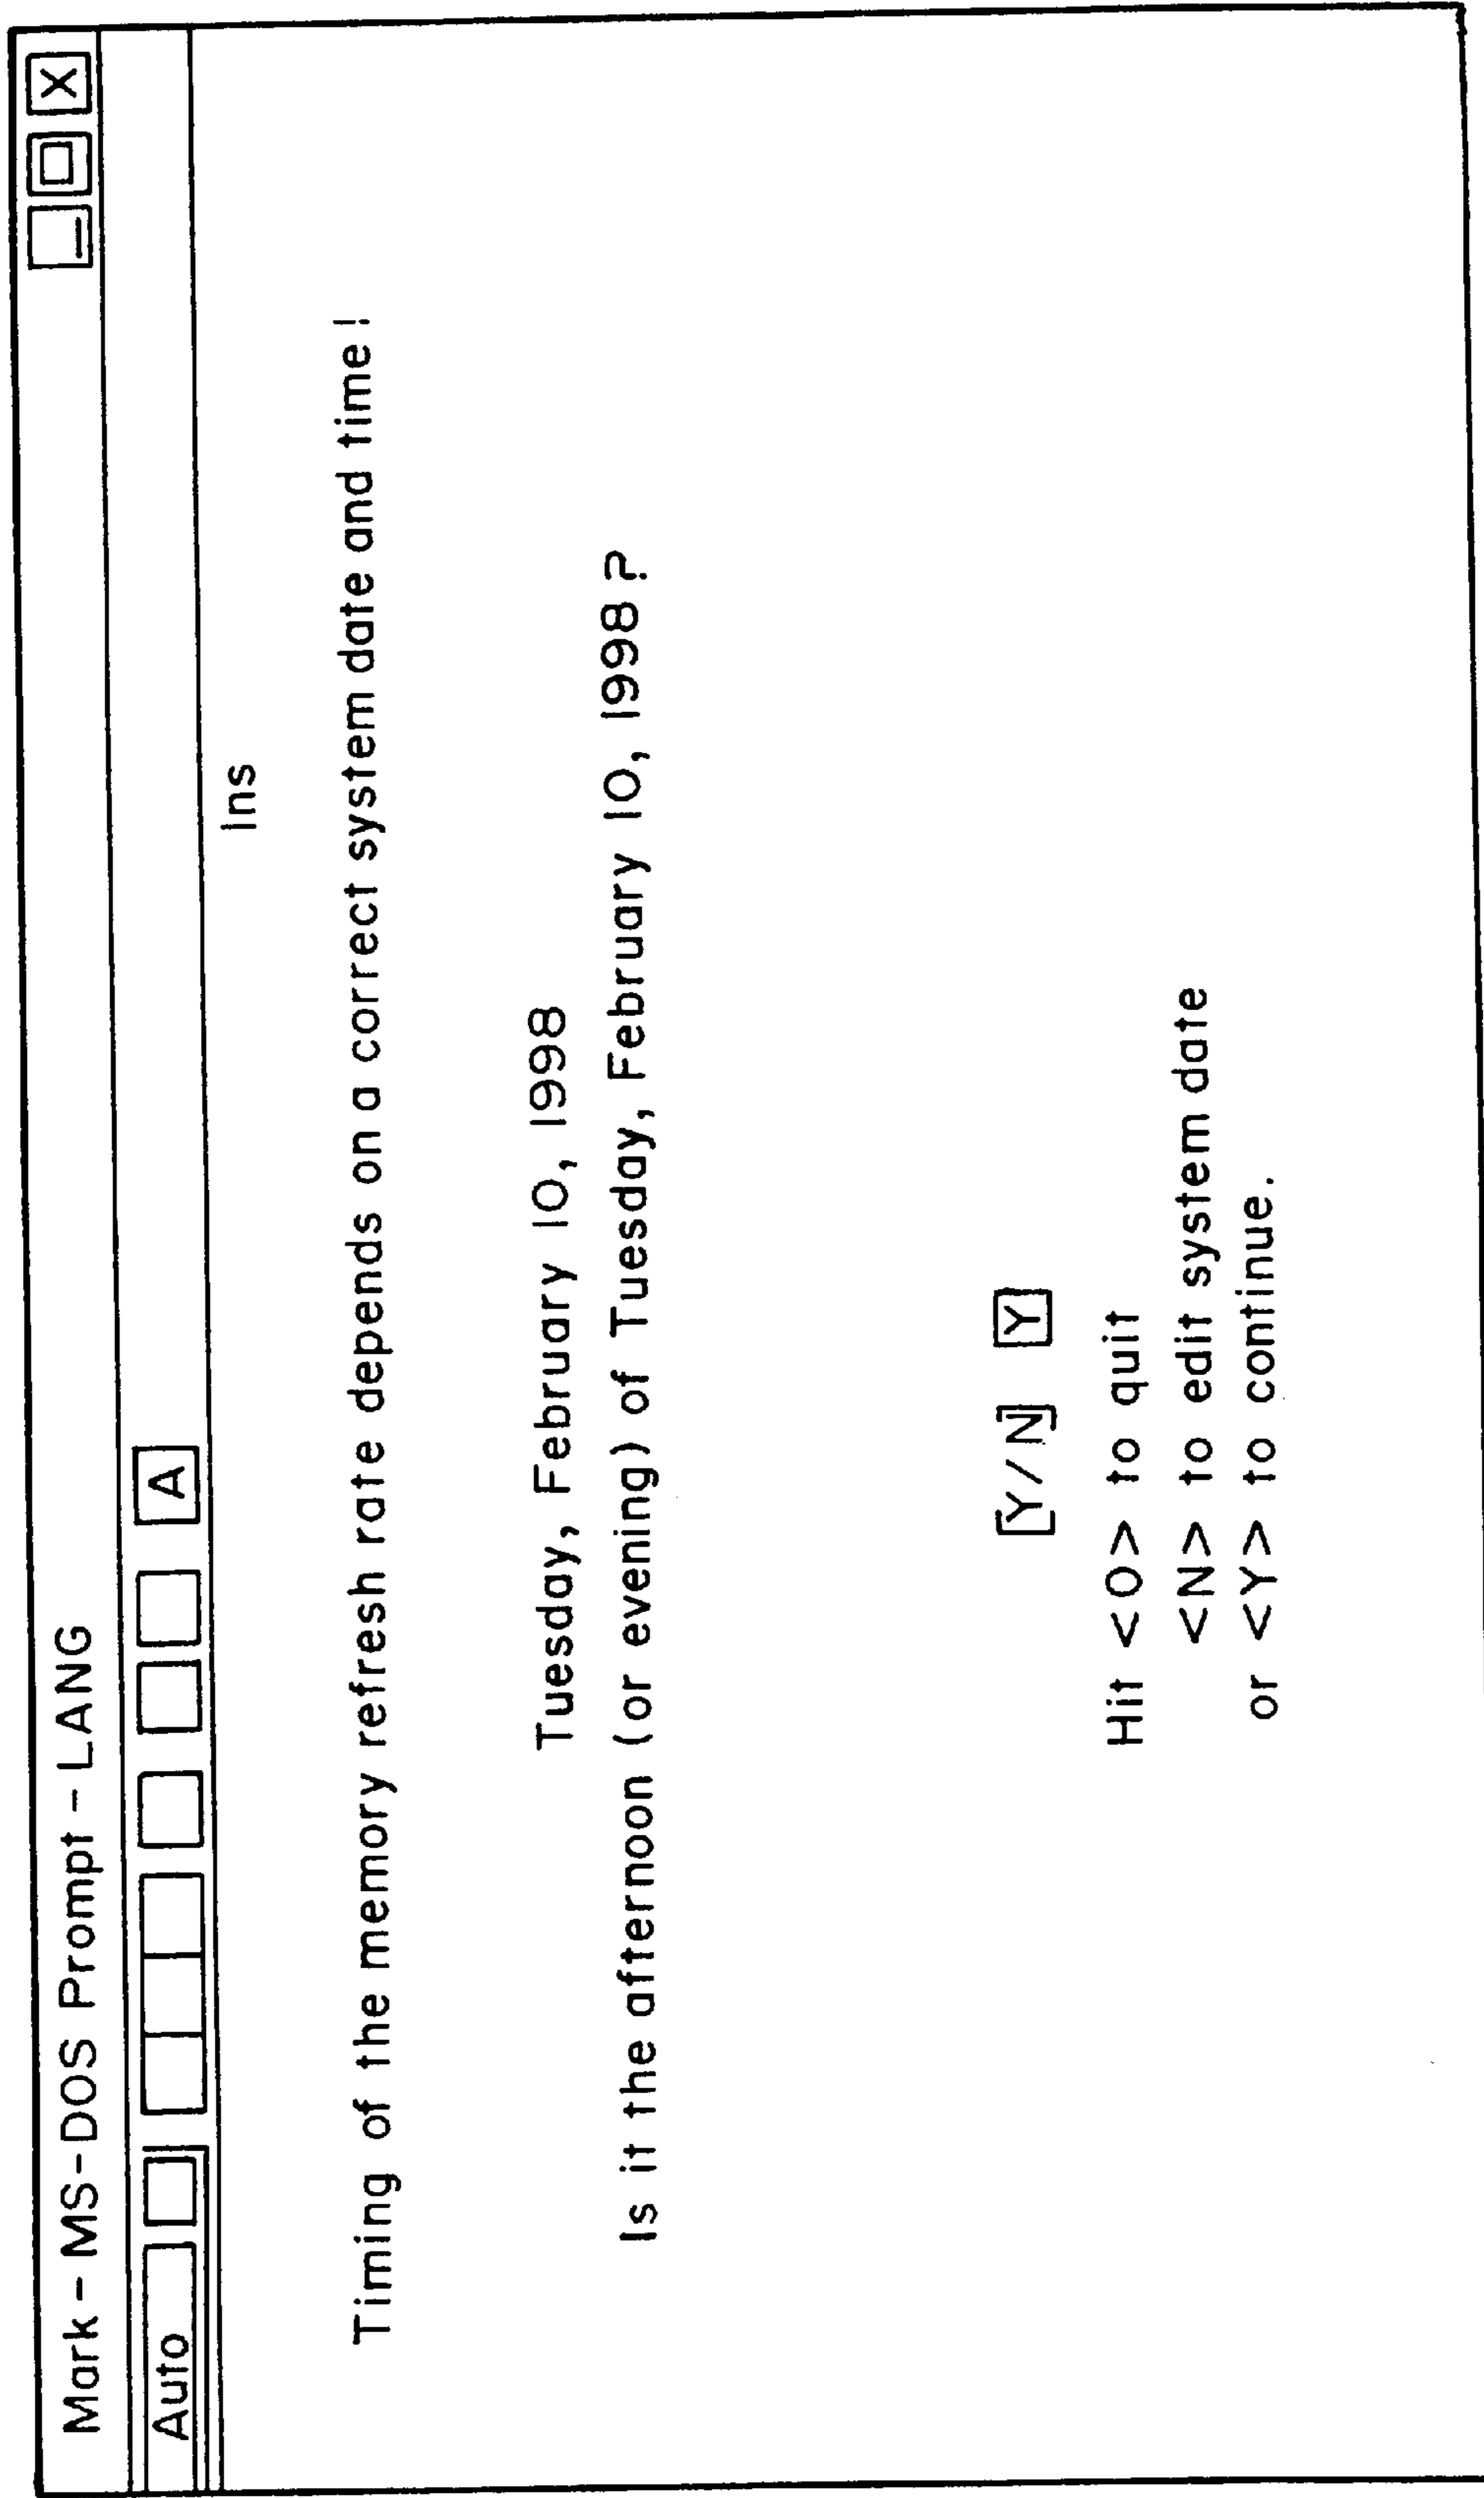 Mark-MS-DOS Prompt-LANG
X
Auto
A
Ins
Timing of the memory refresh rate depends on a correct system date and time!
Tuesday, February 10, 1998
Is it the afternoon (or evening) of Tuesday, February 10, 1998?
[Y/N] Y
Hit <O> to quit
<N> to edit system date
or <Y> to continue.